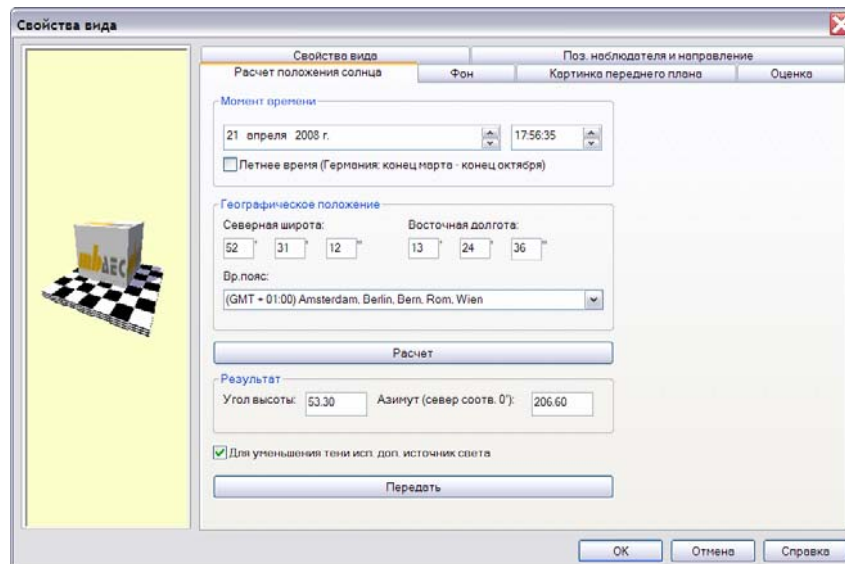 Свойства вида
Свойства вида
Поз. наблюдателя и направление
Расчет положения солнца
Фон
Картинка переднего плана
Оценка
Момент времени
21 апреля 2008 г.
17:56:35
Летнее время (Германия: конец марта - конец октября)
Географическое положение
Северная широта:
Восточная долгота:
52 ° 31 ' 12 "
13 ° 24 ' 36 "
Вр.пояс:
(GMT + 01:00) Amsterdam, Berlin, Bern, Rom, Wien
Расчет
Результат
Угол высоты: 53.30
Азимут (север соотв. 0°): 206.60
Для уменьшения тени исп. доп. источник света
Передать
mbAEC
OK
Отмена
Справка